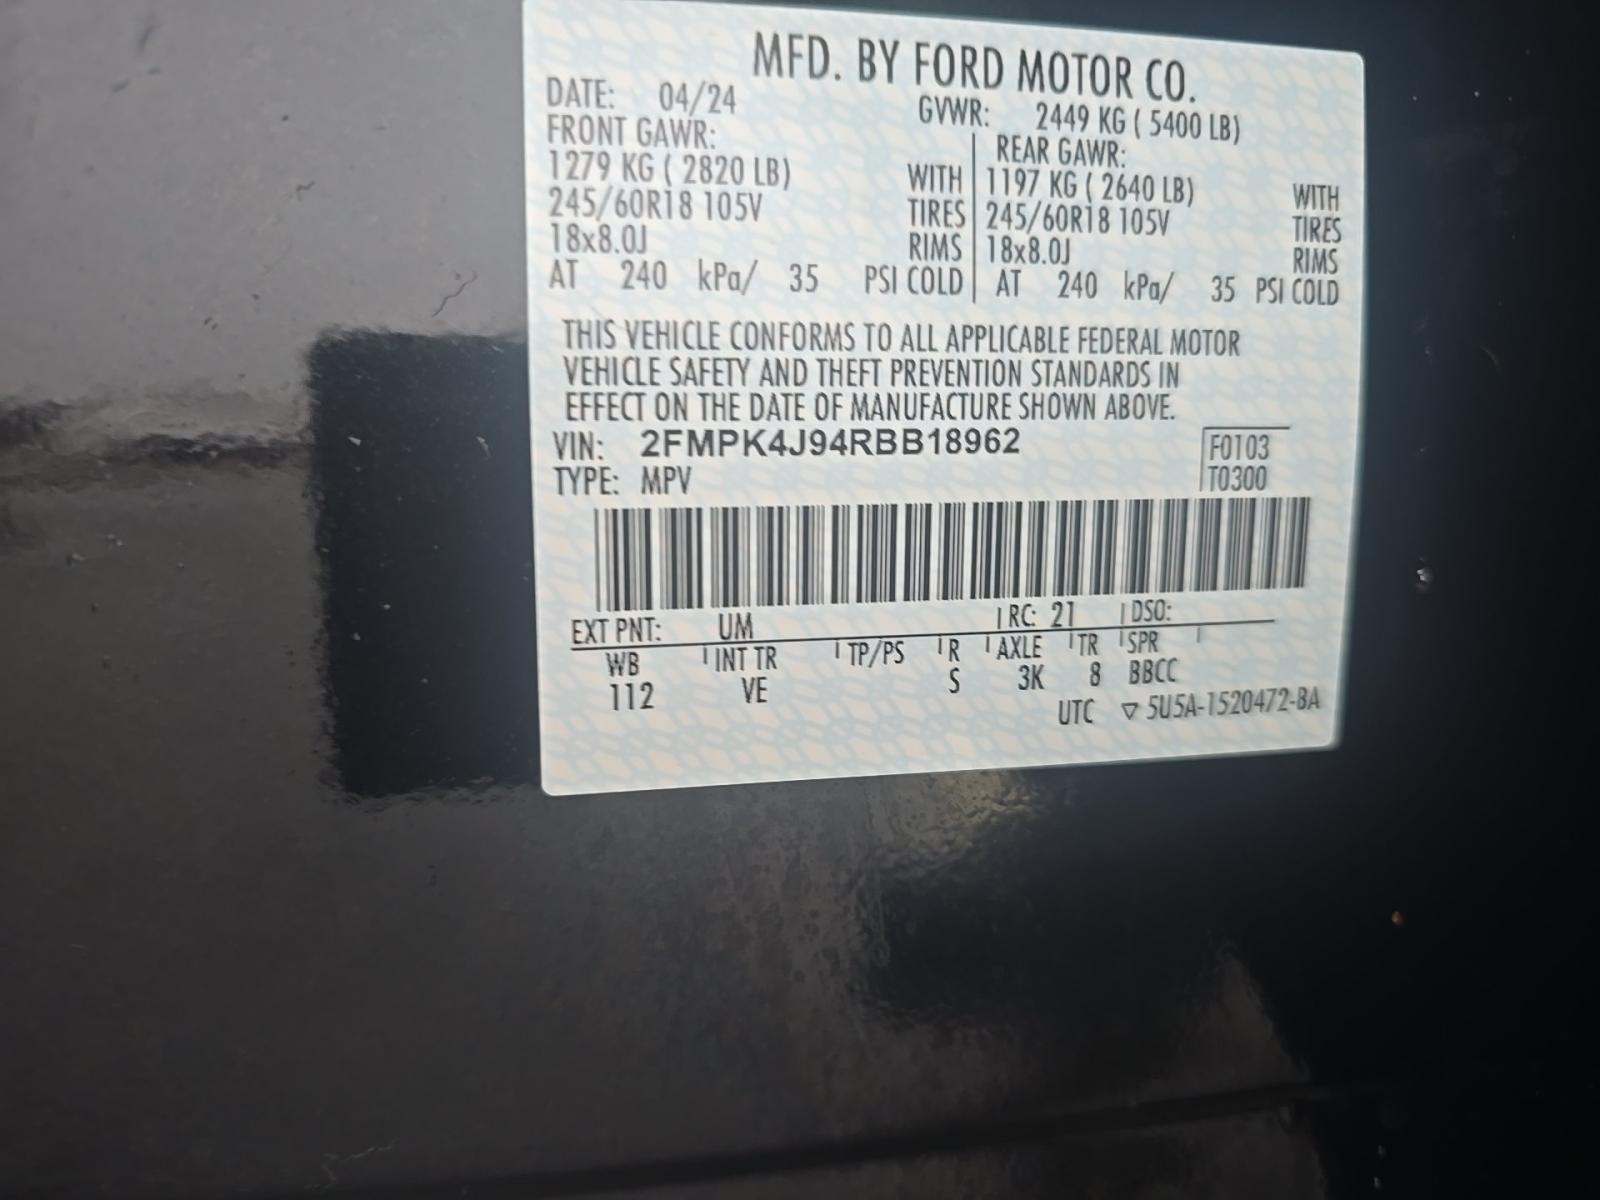 MFD. BY FORD MOTOR CO.
DATE: 04/24 GVWR: 2449 KG ( 5400 LB)
FRONT GAWR: REAR GAWR:
1279 KG ( 2820 LB) WITH 1197 KG ( 2640 LB) WITH
245/60R18 105V TIRES 245/60R18 105V TIRES
18x8.0J RIMS 18x8.0J RIMS
AT 240 kPa/ 35 PSI COLD AT 240 kPa/ 35 PSI COLD
THIS VEHICLE CONFORMS TO ALL APPLICABLE FEDERAL MOTOR
VEHICLE SAFETY AND THEFT PREVENTION STANDARDS IN
EFFECT ON THE DATE OF MANUFACTURE SHOWN ABOVE.
VIN: 2FMPK4J94RBB18962 F0103
TYPE: MPV T0300
EXT PNT: UM RC: 21 DSO:
WB INT TR TP/PS R AXLE TR SPR
112 VE S 3K 8 BBCC
UTC ▽ 5U5A-1520472-BA